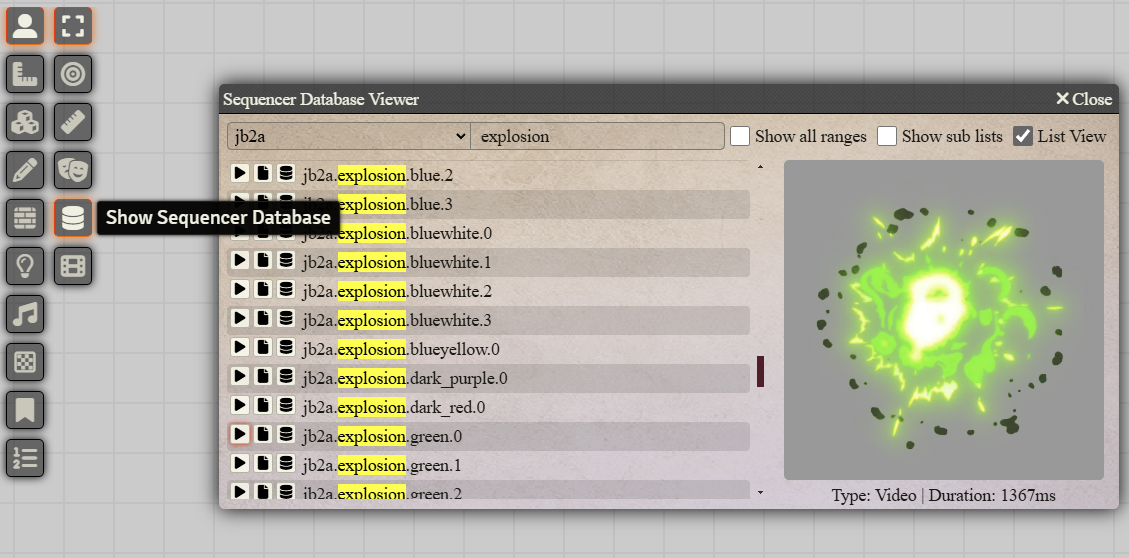 Sequencer Database Viewer
Close
jb2a
explosion
Show all ranges
Show sub lists
List View
jb2a.explosion.blue.2
jb2a.explosion.blue.3
Show Sequencer Database
jb2a.explosion.bluewhite.0
jb2a.explosion.bluewhite.1
jb2a.explosion.bluewhite.2
jb2a.explosion.bluewhite.3
jb2a.explosion.blueyellow.0
jb2a.explosion.dark_purple.0
jb2a.explosion.dark_red.0
jb2a.explosion.green.0
jb2a.explosion.green.1
jb2a.explosion.green.2
Type: Video | Duration: 1367ms